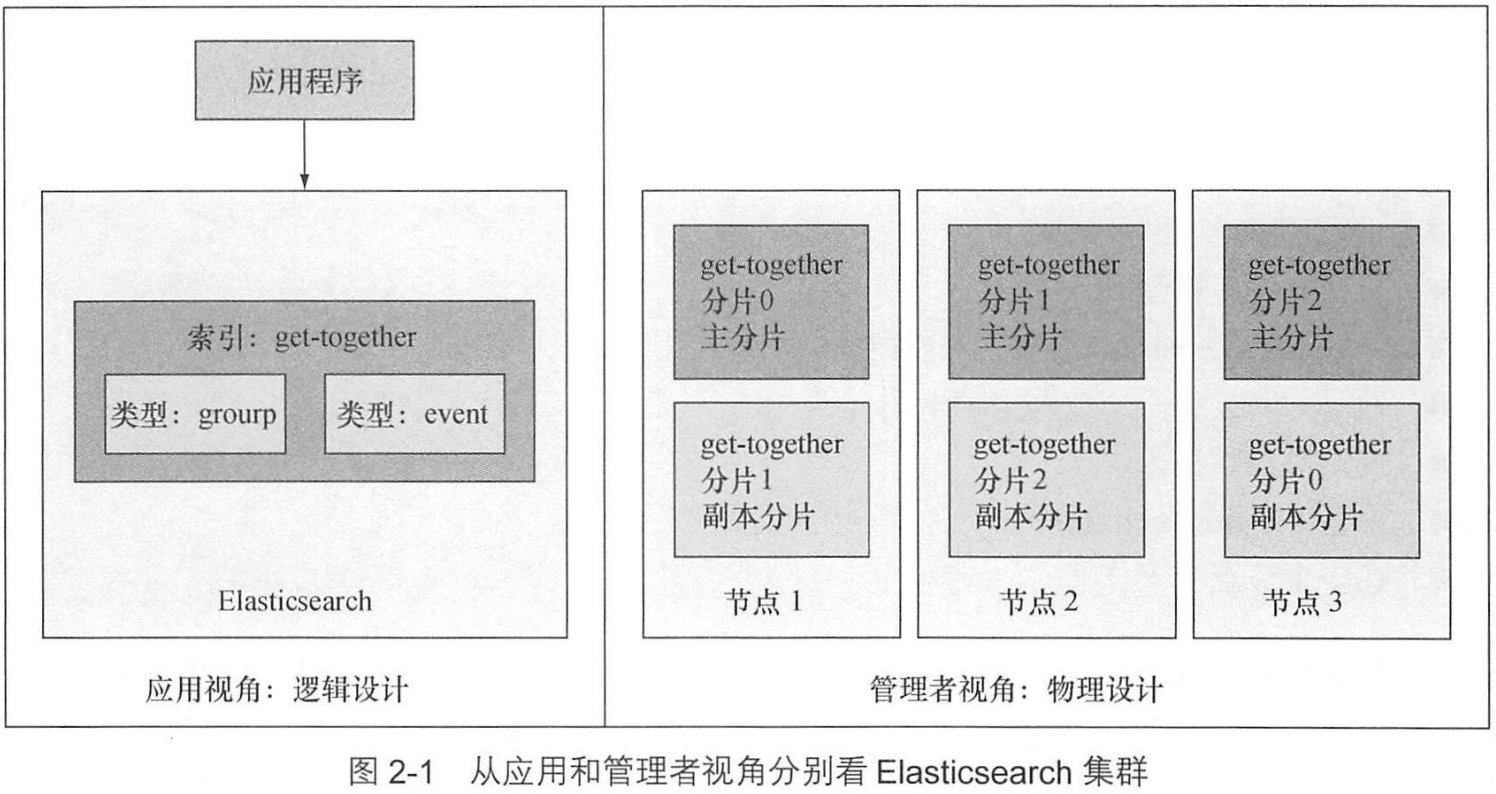 应用程序
索引：get-together
类型：grourp
类型：event
Elasticsearch
应用视角：逻辑设计
get-together
分片0
主分片
get-together
分片1
副本分片
节点 1
get-together
分片1
主分片
get-together
分片2
副本分片
节点 2
get-together
分片2
主分片
get-together
分片0
副本分片
节点 3
管理者视角：物理设计
图 2-1 从应用和管理者视角分别看 Elasticsearch 集群